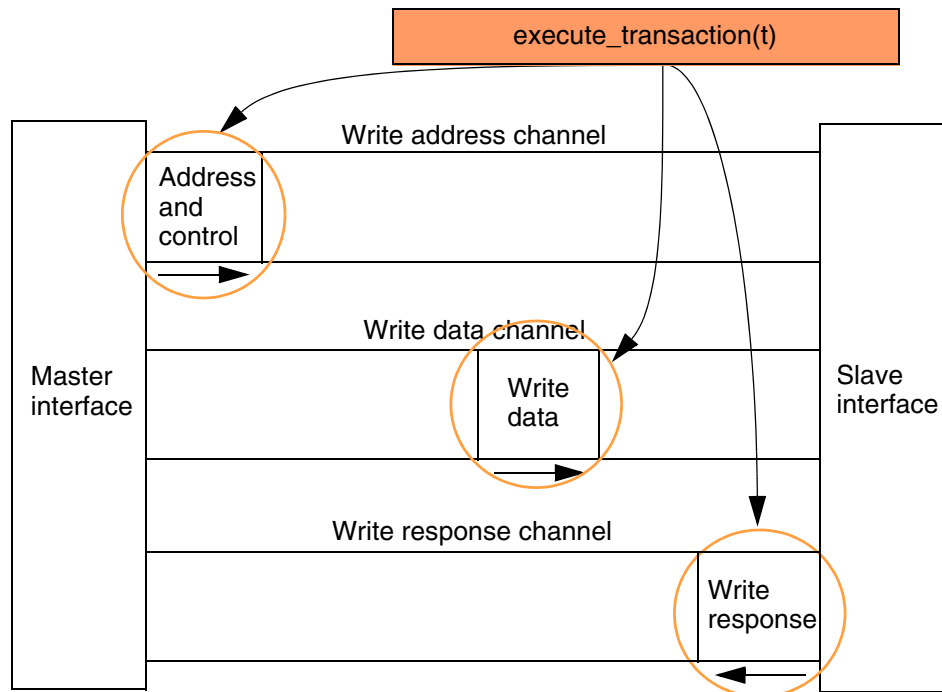 execute_transaction(t)
Write address channel
Address
and
control
Write data channel
Master
interface
Write
data
Slave
interface
Write response channel
Write
response